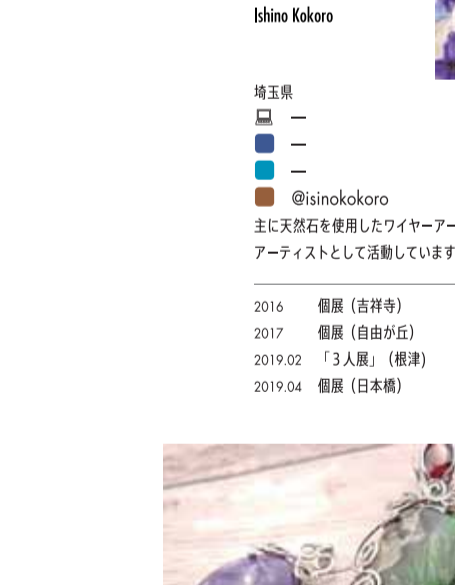 Ishino Kokoro
埼玉県
—
—
—
@isinokokoro
主に天然石を使用したワイヤーアー
アーティストとして活動しています
2016 個展（吉祥寺）
2017 個展（自由が丘）
2019.02 「３人展」（根津)
2019.04 個展（日本橋）